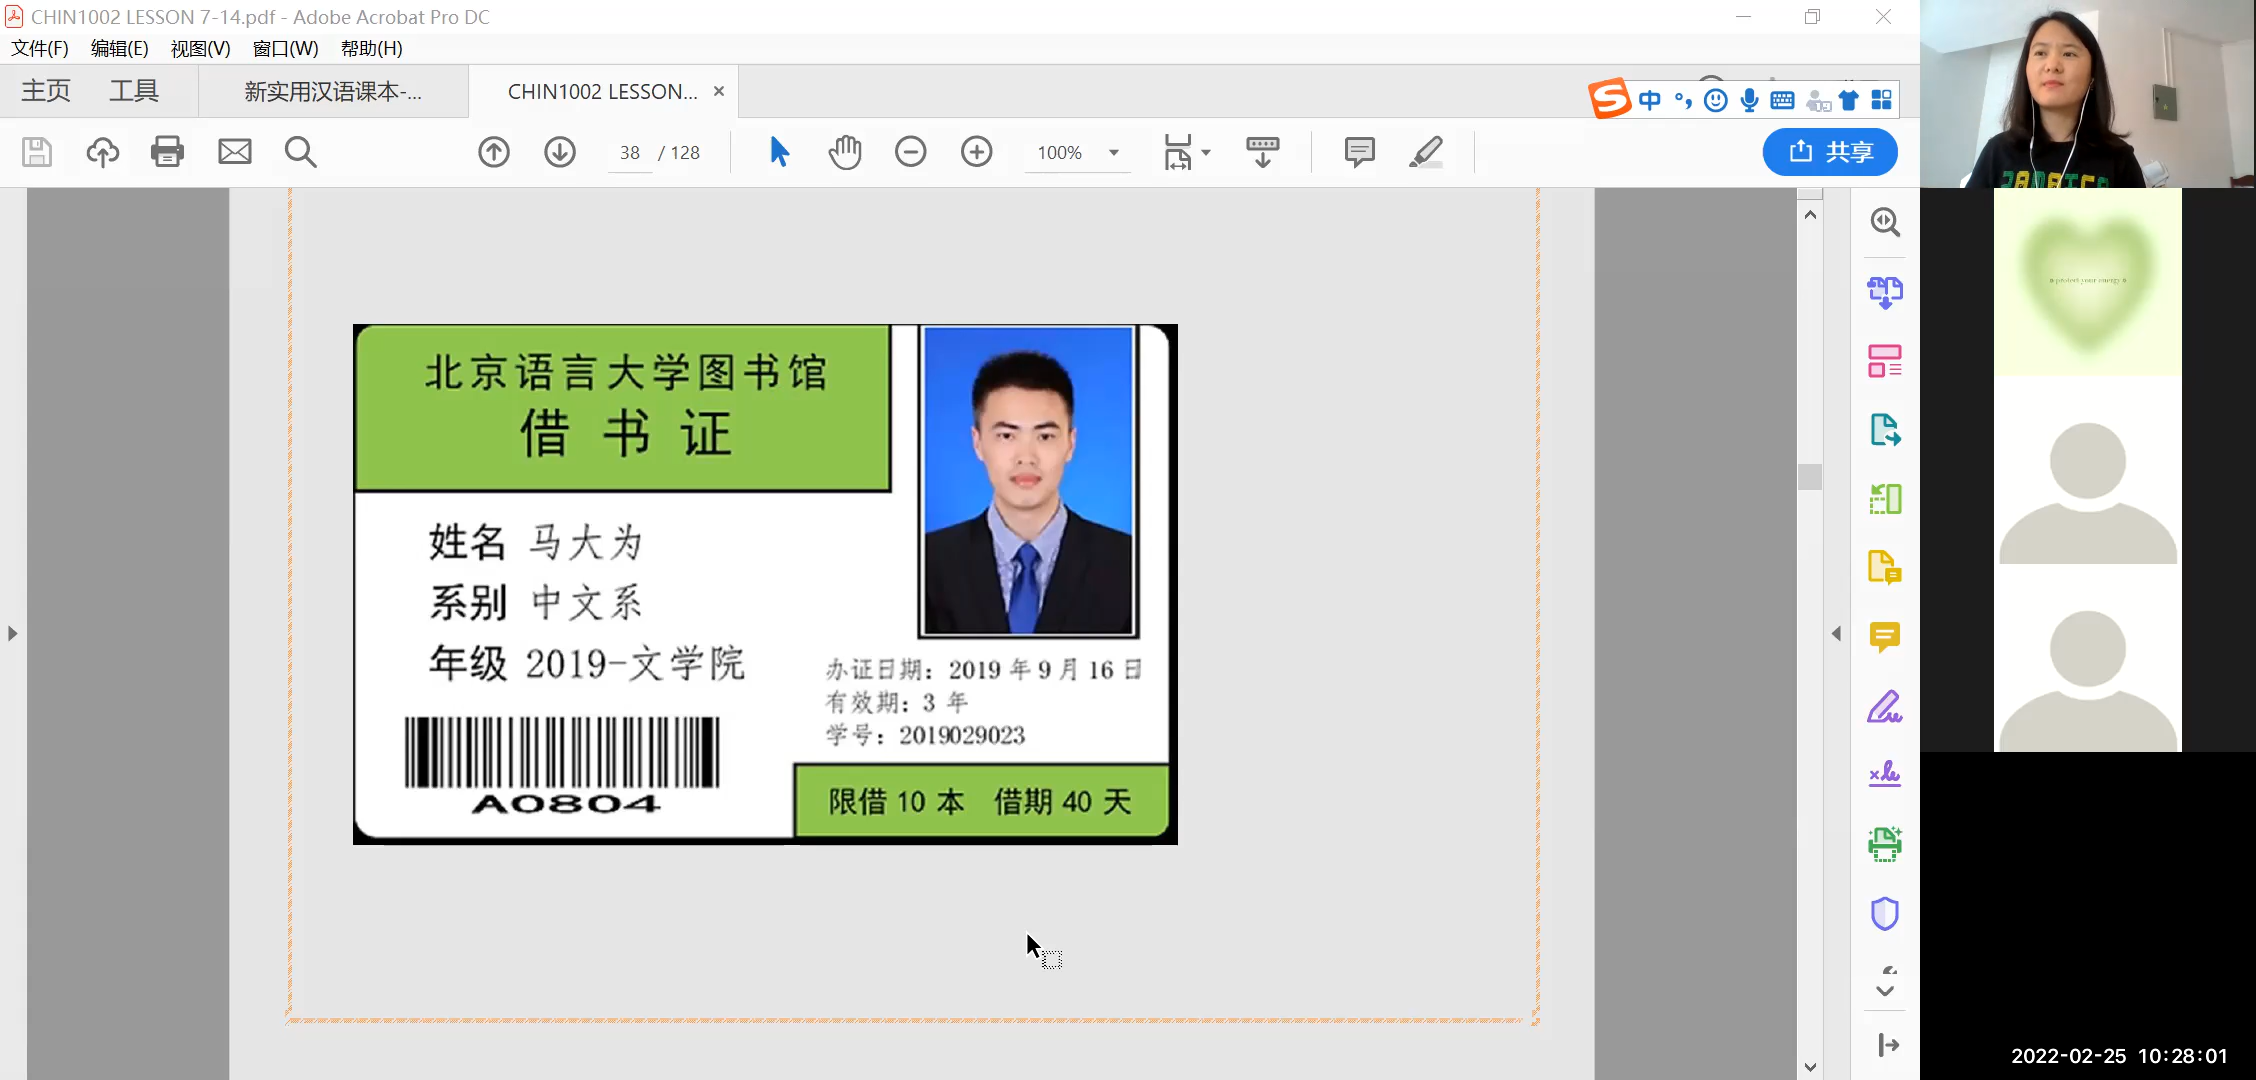 CHIN1002 LESSON 7-14.pdf - Adobe Acrobat Pro DC
文件(F) 编辑(E) 视图(V) 窗口(W) 帮助(H)
主页 工具 新实用汉语课本-... CHIN1002 LESSON... ×
中
38 / 128 100% 共享
protect your energy
北京语言大学图书馆
借书证
姓名 马大为
系别 中文系
年级 2019-文学院
A0804
办证日期: 2019年9月16日
有效期: 3 年
学号: 2019029023
限借 10 本 借期 40 天
2022-02-25 10:28:01